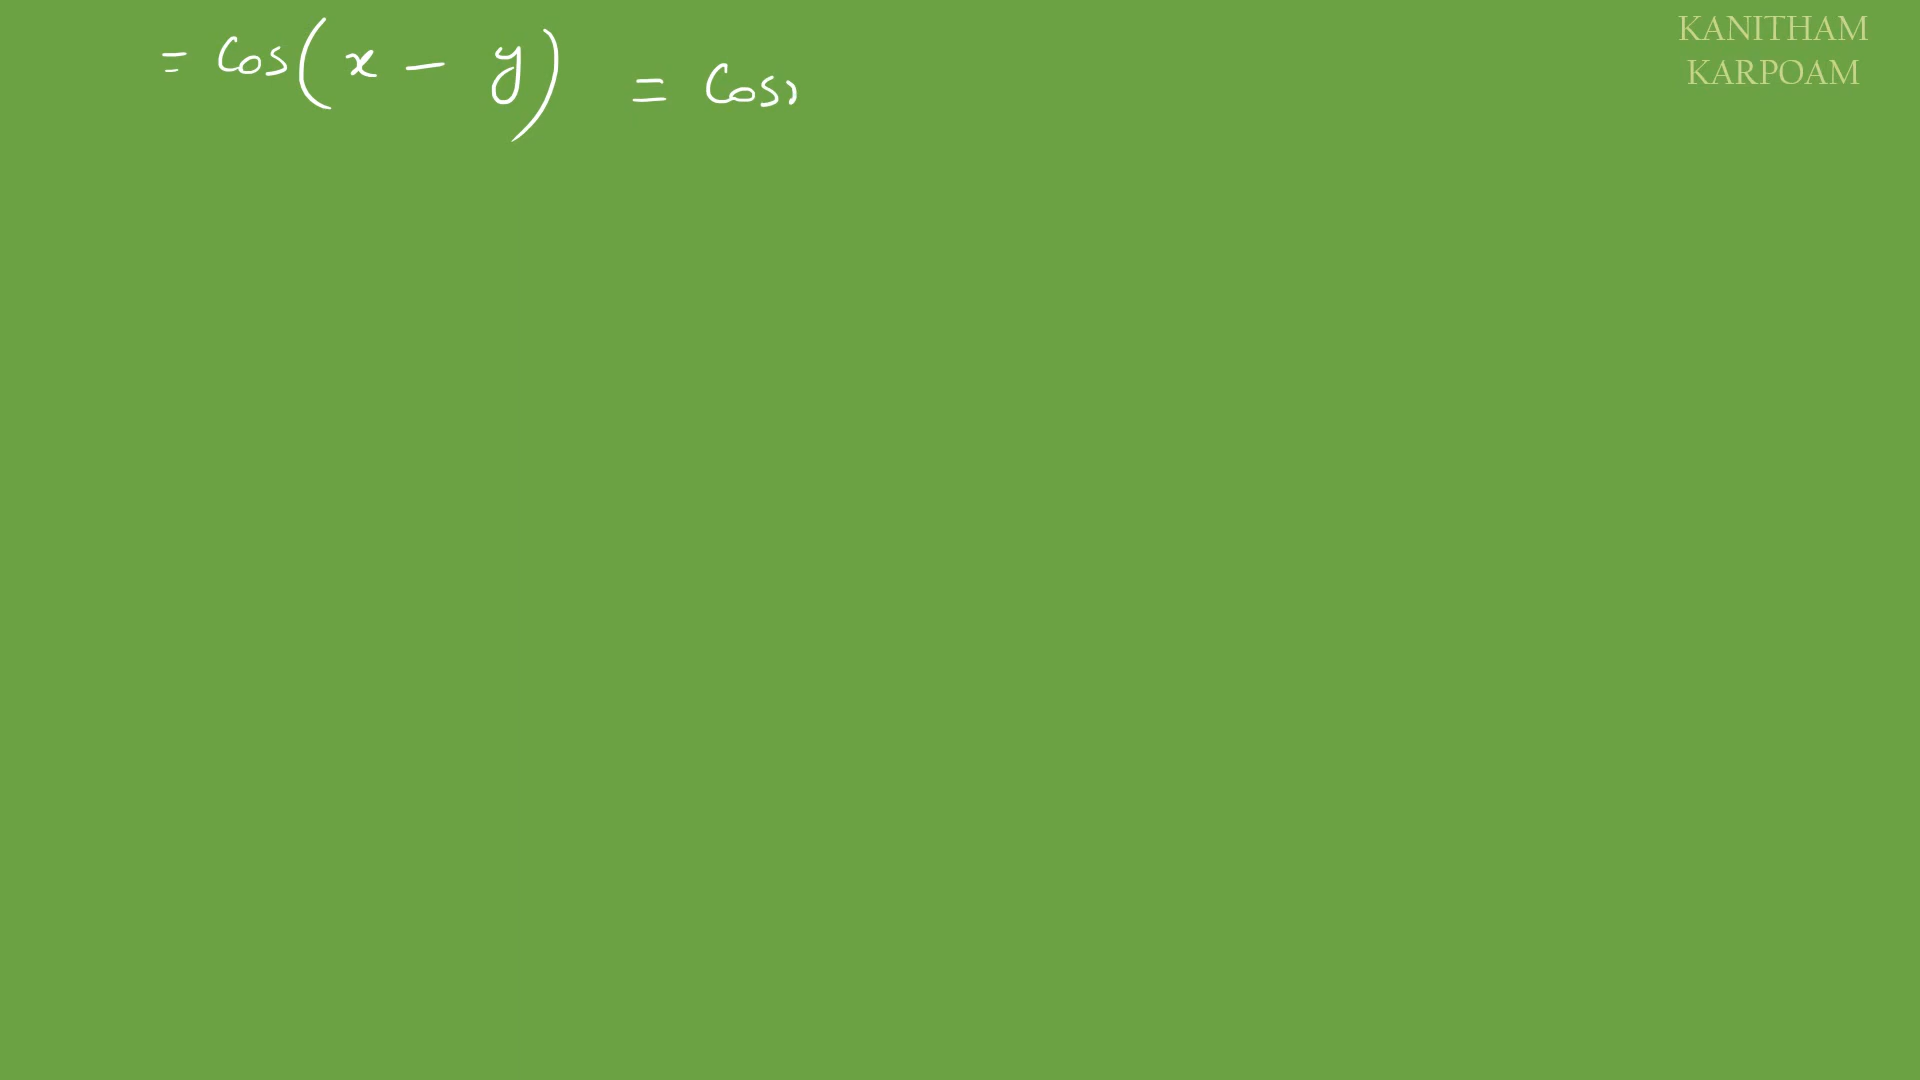 = Cos(x - y) = Cos
KANITHAM
KARPOAM